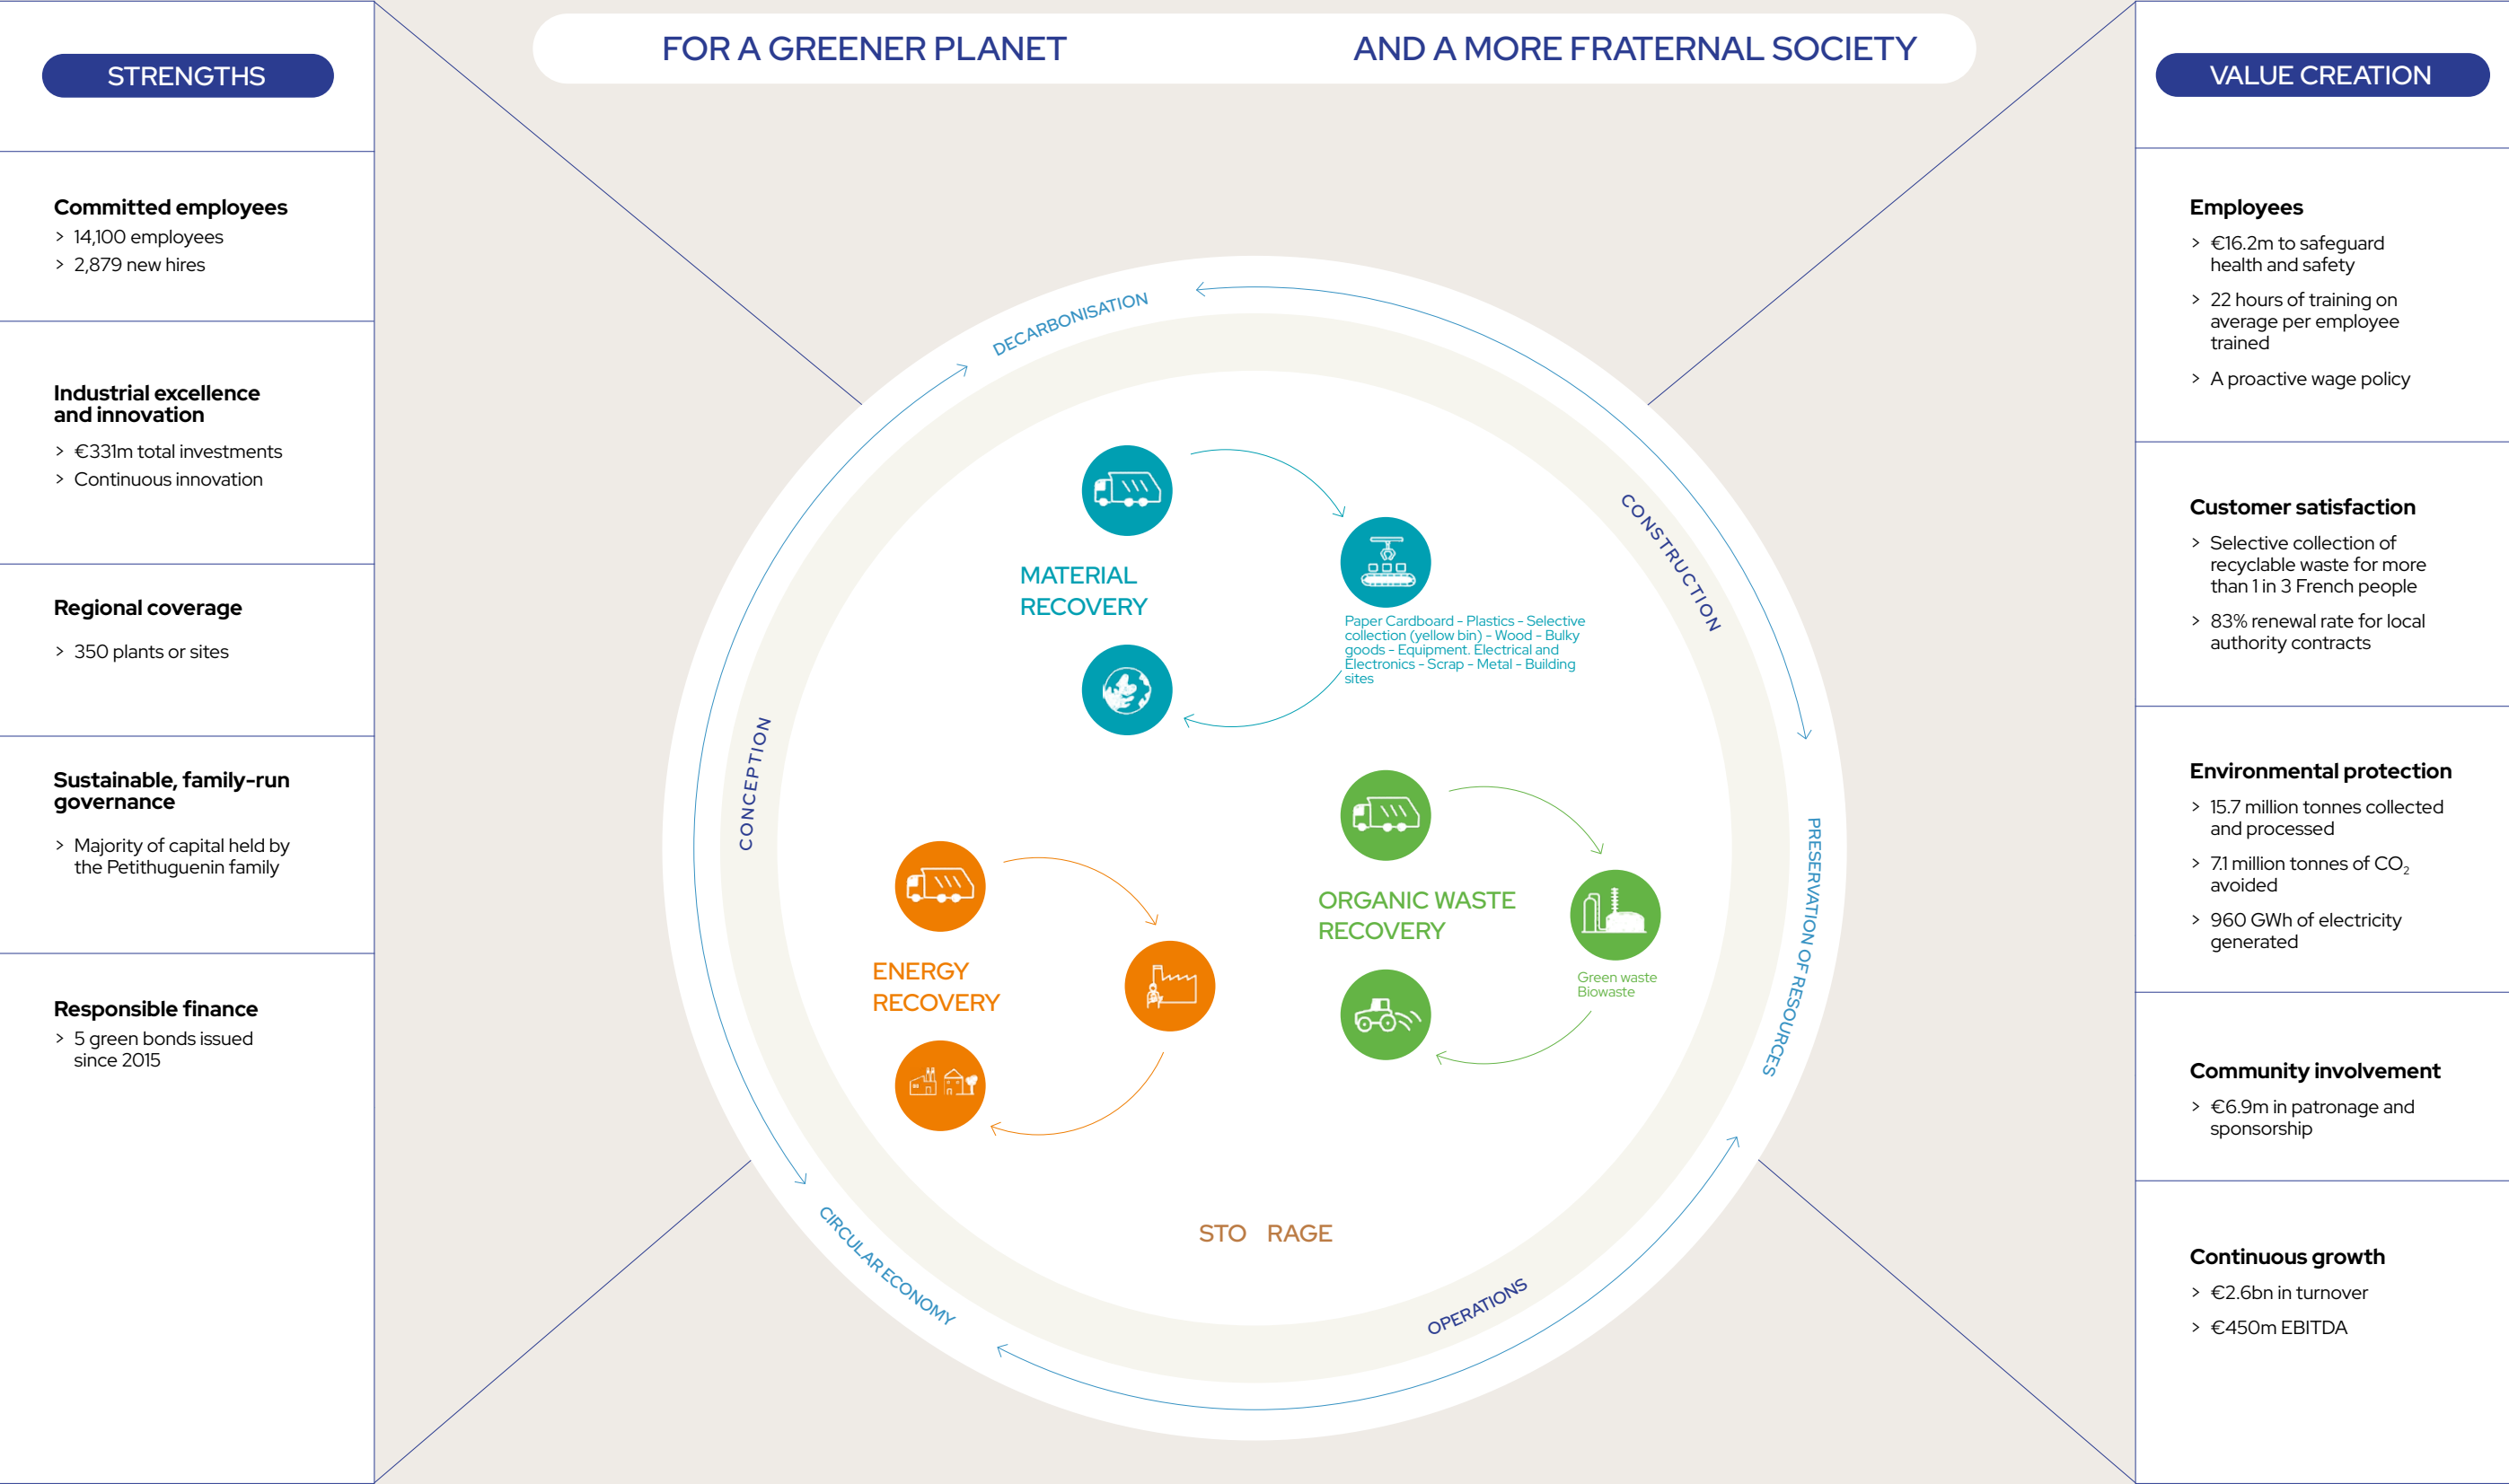 FOR A GREENER PLANET AND A MORE FRATERNAL SOCIETY
STRENGTHS
Committed employees
> 14,100 employees
> 2,879 new hires
Industrial excellence
and innovation
> €331m total investments
> Continuous innovation
Regional coverage
> 350 plants or sites
Sustainable, family-run
governance
> Majority of capital held by
the Petithuguenin family
Responsible finance
> 5 green bonds issued
since 2015
DECARBONISATION
CONSTRUCTION
PRESERVATION OF RESOURCES
OPERATIONS
CIRCULAR ECONOMY
CONCEPTION
MATERIAL
RECOVERY
Paper Cardboard - Plastics - Selective
collection (yellow bin) - Wood - Bulky
goods - Equipment. Electrical and
Electronics - Scrap - Metal - Building
sites
ORGANIC WASTE
RECOVERY
Green waste
Biowaste
ENERGY
RECOVERY
STO RAGE
VALUE CREATION
Employees
> €16.2m to safeguard
health and safety
> 22 hours of training on
average per employee
trained
> A proactive wage policy
Customer satisfaction
> Selective collection of
recyclable waste for more
than 1 in 3 French people
> 83% renewal rate for local
authority contracts
Environmental protection
> 15.7 million tonnes collected
and processed
> 7.1 million tonnes of CO₂
avoided
> 960 GWh of electricity
generated
Community involvement
> €6.9m in patronage and
sponsorship
Continuous growth
> €2.6bn in turnover
> €450m EBITDA